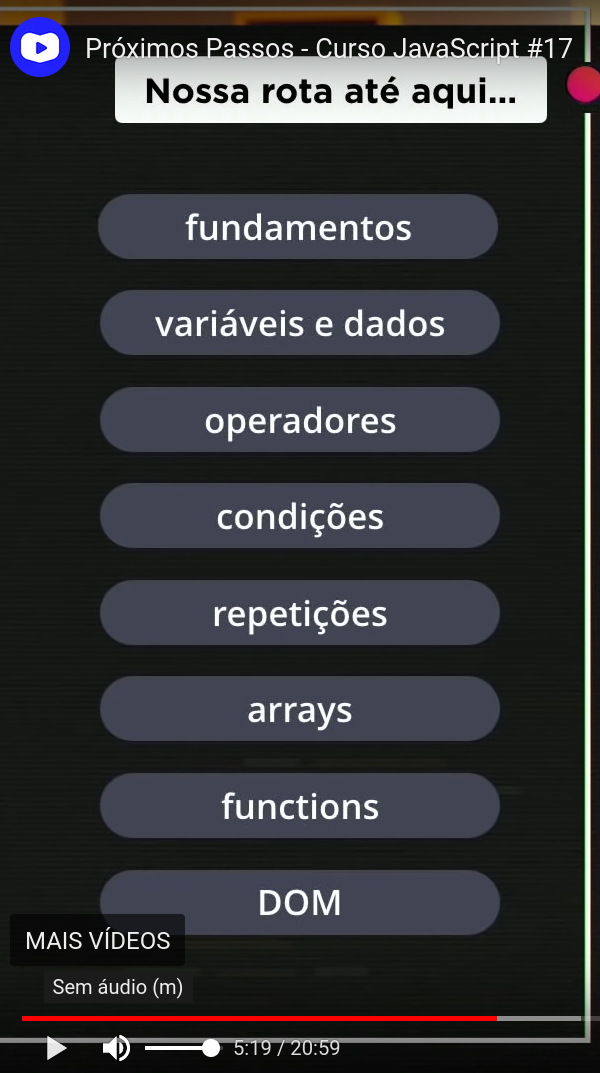 Próximos Passos - Curso JavaScript #17
Nossa rota até aqui...
fundamentos
variáveis e dados
operadores
condições
repetições
arrays
functions
DOM
MAIS VÍDEOS
Sem áudio (m)
5:19 / 20:59